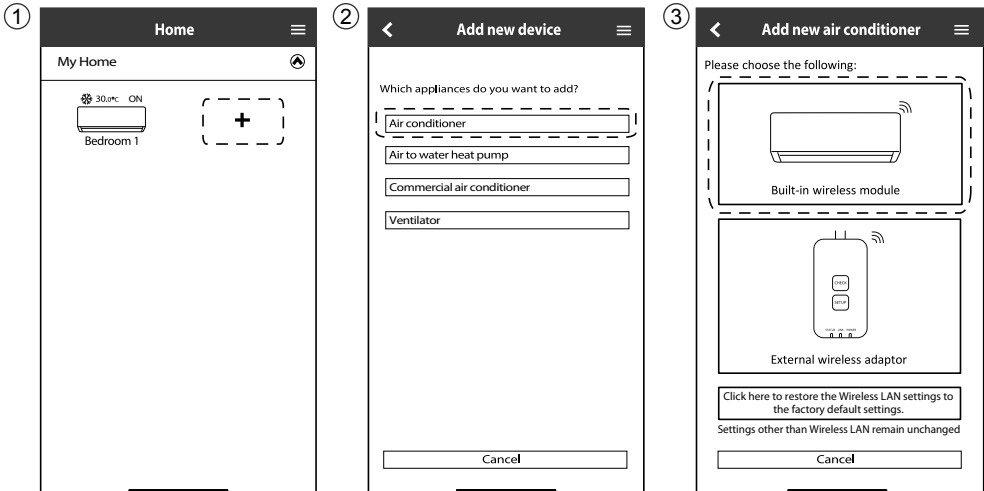 ①
Home
My Home
30.0°C ON
+
Bedroom 1
②
Add new device
Which appliances do you want to add?
Air conditioner
Air to water heat pump
Commercial air conditioner
Ventilator
Cancel
③
Add new air conditioner
Please choose the following:
Built-in wireless module
CHECK
SETUP
STATUS LINK POWER
External wireless adaptor
Click here to restore the Wireless LAN settings to
the factory default settings.
Settings other than Wireless LAN remain unchanged
Cancel